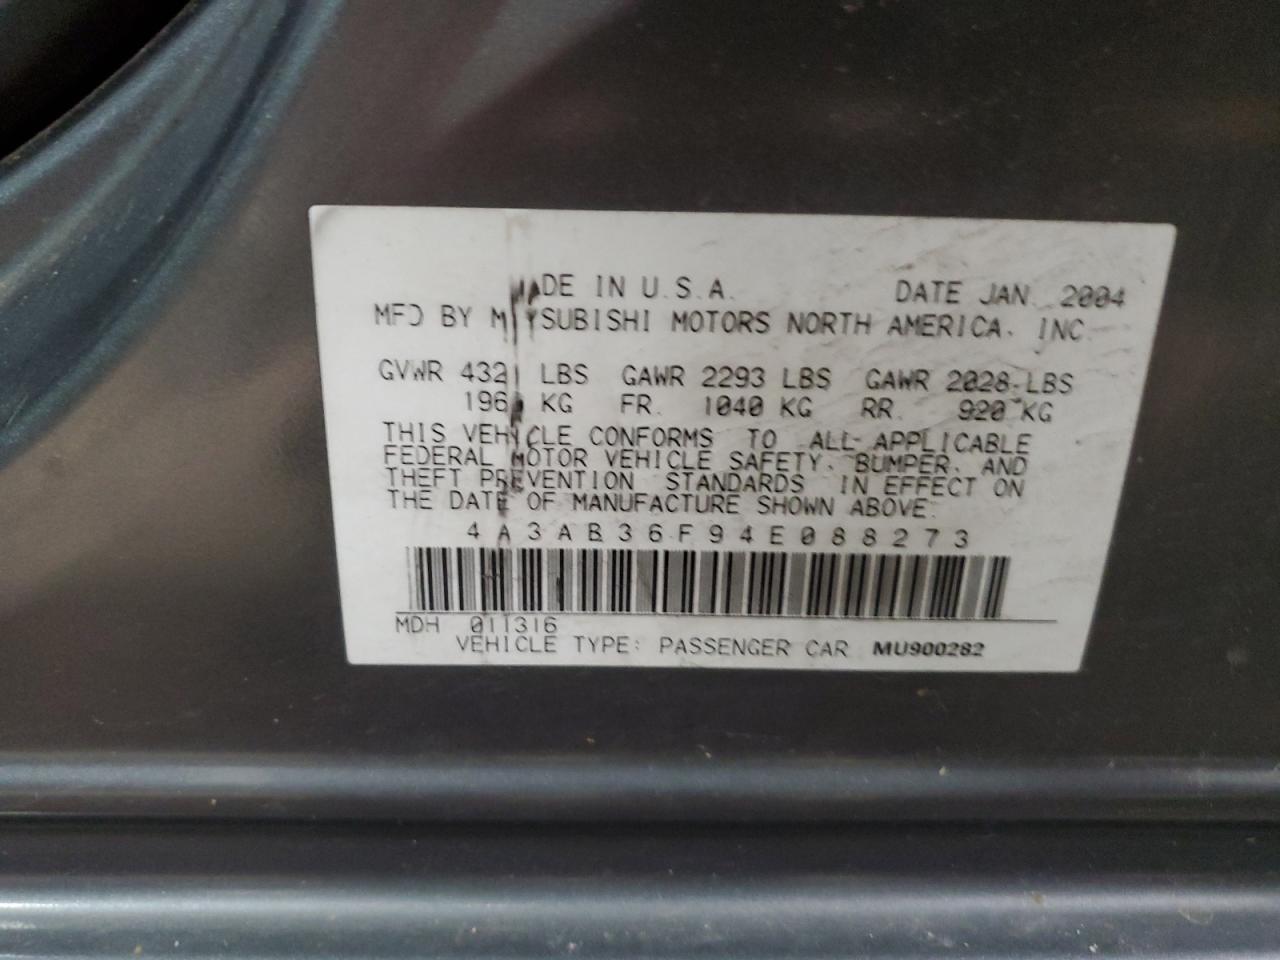 MADE IN U.S.A. DATE JAN. 2004
MFD BY MITSUBISHI MOTORS NORTH AMERICA, INC.
GVWR 4321 LBS GAWR 2293 LBS GAWR 2028 LBS
1960 KG FR. 1040 KG RR. 920 KG
THIS VEHICLE CONFORMS TO ALL APPLICABLE
FEDERAL MOTOR VEHICLE SAFETY, BUMPER, AND
THEFT PREVENTION STANDARDS IN EFFECT ON
THE DATE OF MANUFACTURE SHOWN ABOVE.
4A3AB36F94E088273
MDH 011316
VEHICLE TYPE: PASSENGER CAR MU900282